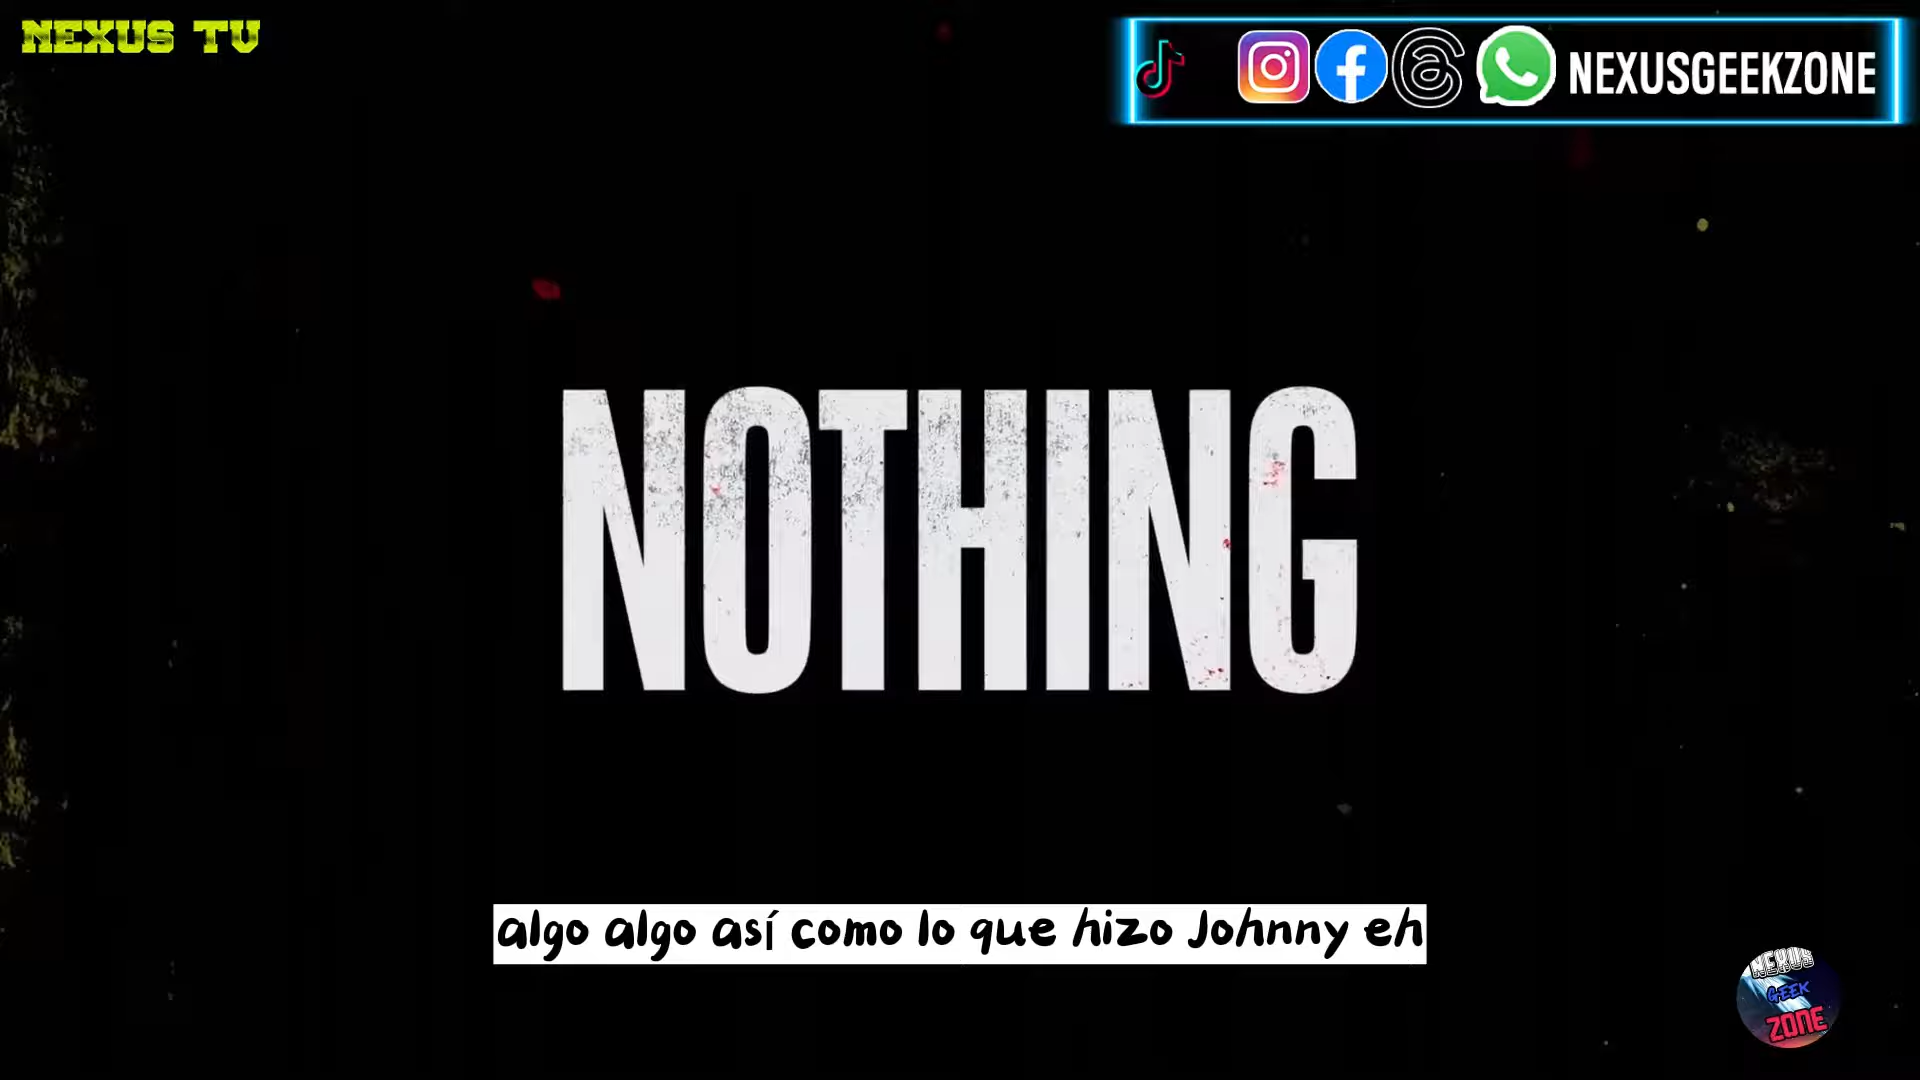 NEXUS TV
NEXUSGEEKZONE
NOTHING
algo algo así como lo que hizo Johnny eh
NEXUS
GEEK
ZONE